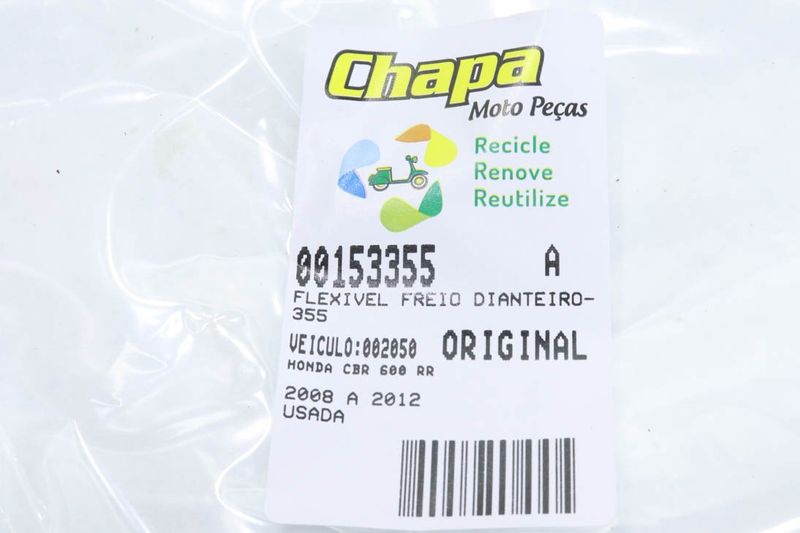 Chapa
Moto Peças
Recicle
Renove
Reutilize
00153355 A
FLEXIVEL FREIO DIANTEIRO-
355
VEICULO:002050 ORIGINAL
HONDA CBR 600 RR
2008 A 2012
USADA